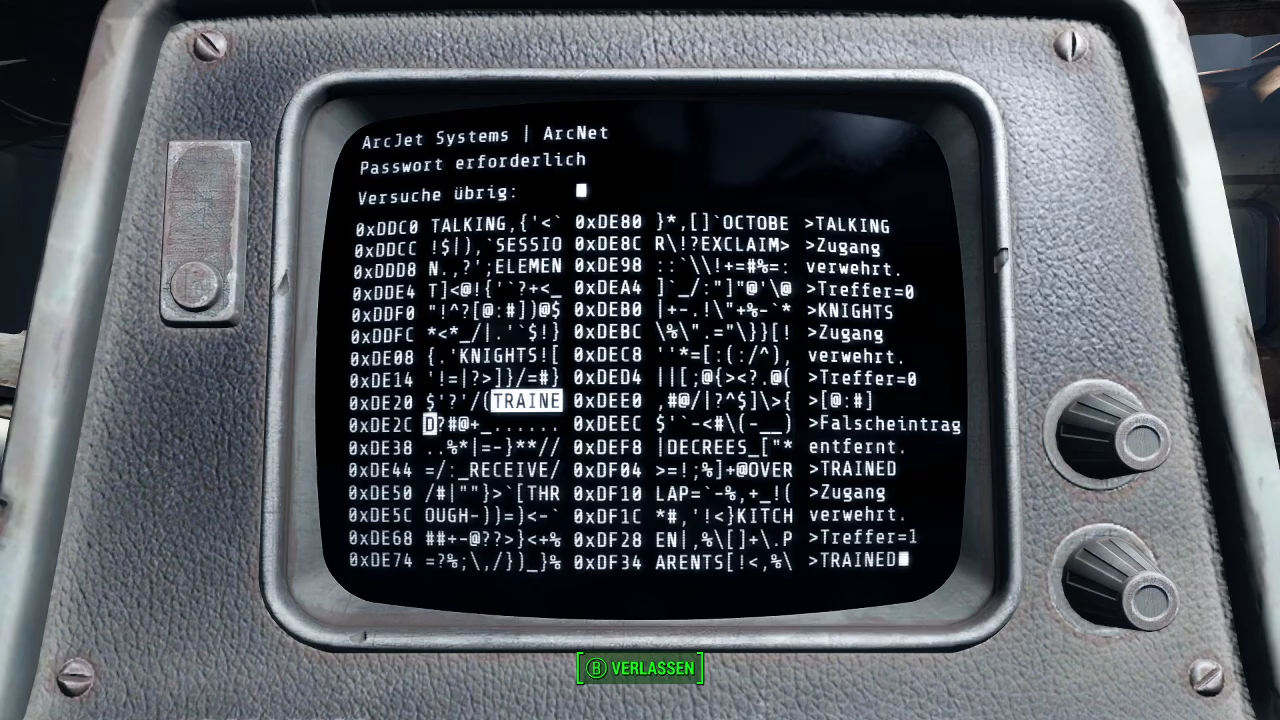 ArcJet Systems | ArcNet
Passwort erforderlich
Versuche übrig:
0xDDC0 TALKING,{'<` 0xDE80 }*,[]`OCTOBE >TALKING
0xDDCC !$|),`SESSIO 0xDE8C R\!?EXCLAIM> >Zugang
0xDDD8 N.,?';ELEMEN 0xDE98 ::`\\!+=#%=: verwehrt.
0xDDE4 T]<@!{'`?+<_ 0xDEA4 ]`_/:"]"@'\@ >Treffer=0
0xDDF0 "!^?[@:#])@$ 0xDEB0 |+-.!\"+%-`* >KNIGHTS
0xDDFC *<*_/|.'`$!} 0xDEBC \%\".="\}}[! >Zugang
0xDE08 {.'KNIGHTS![ 0xDEC8 ''*=[:(:/^), verwehrt.
0xDE14 '!=|?>]}/=#} 0xDED4 ||[;@{><?.@( >Treffer=0
0xDE20 $'?'/(TRAINE 0xDEE0 ,#@/|?^$]\>{ >[@:#]
0xDE2C D?#@+_...... 0xDEEC $'`-<#\(-__) >Falscheintrag
0xDE38 ..%*|=-}**// 0xDEF8 |DECREES_["* entfernt.
0xDE44 =/:_RECEIVE/ 0xDF04 >=!;%]+@OVER >TRAINED
0xDE50 /#|""}>`[THR 0xDF10 LAP=`-%,+_!( >Zugang
0xDE5C OUGH-))=)<-` 0xDF1C *#,'!<}KITCH verwehrt.
0xDE68 ##+-@??>}<+% 0xDF28 EN|,%\[]+\.P >Treffer=1
0xDE74 =?%;\,/})_}% 0xDF34 ARENTS[!<,%\ >TRAINED
B VERLASSEN